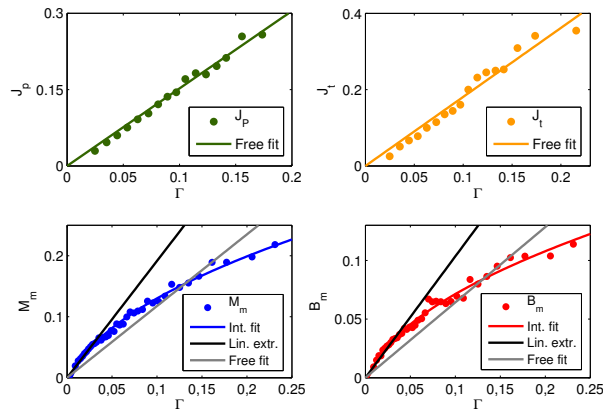 0.3
0.15
0
J_p
0 0.05 0.1 0.15 0.2
Γ
J_P
Free fit
0.4
0.2
0
J_t
0 0.05 0.1 0.15 0.2
Γ
J_t
Free fit
0.2
0.1
0
M_m
0 0,05 0,1 0,15 0,2 0.25
Γ
M_m
Int. fit
Lin. extr.
Free fit
0.1
0.05
0
B_m
0 0,05 0.1 0,15 0,2 0.25
Γ
B_m
Int. fit
Lin. extr.
Free fit